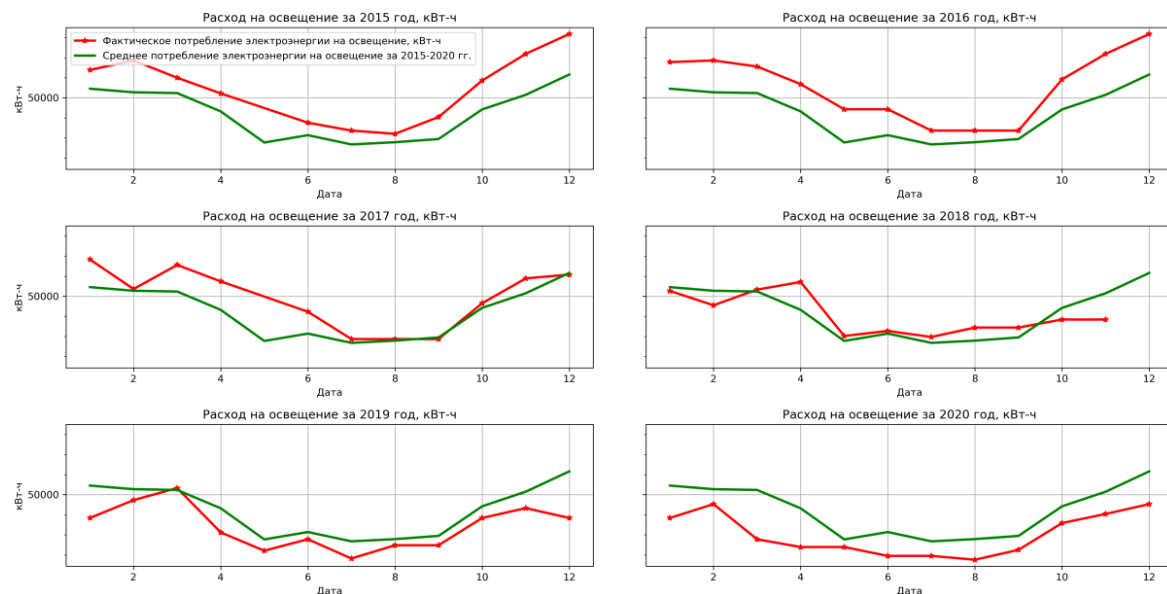 Расход на освещение за 2015 год, кВт-ч
Фактическое потребление электроэнергии на освещение, кВт-ч
Среднее потребление электроэнергии на освещение за 2015-2020 гг.
кВт-ч
50000
2 4 6 8 10 12
Дата
Расход на освещение за 2016 год, кВт-ч
50000
2 4 6 8 10 12
Дата
Расход на освещение за 2017 год, кВт-ч
кВт-ч
50000
2 4 6 8 10 12
Дата
Расход на освещение за 2018 год, кВт-ч
50000
2 4 6 8 10 12
Дата
Расход на освещение за 2019 год, кВт-ч
кВт-ч
50000
2 4 6 8 10 12
Дата
Расход на освещение за 2020 год, кВт-ч
50000
2 4 6 8 10 12
Дата